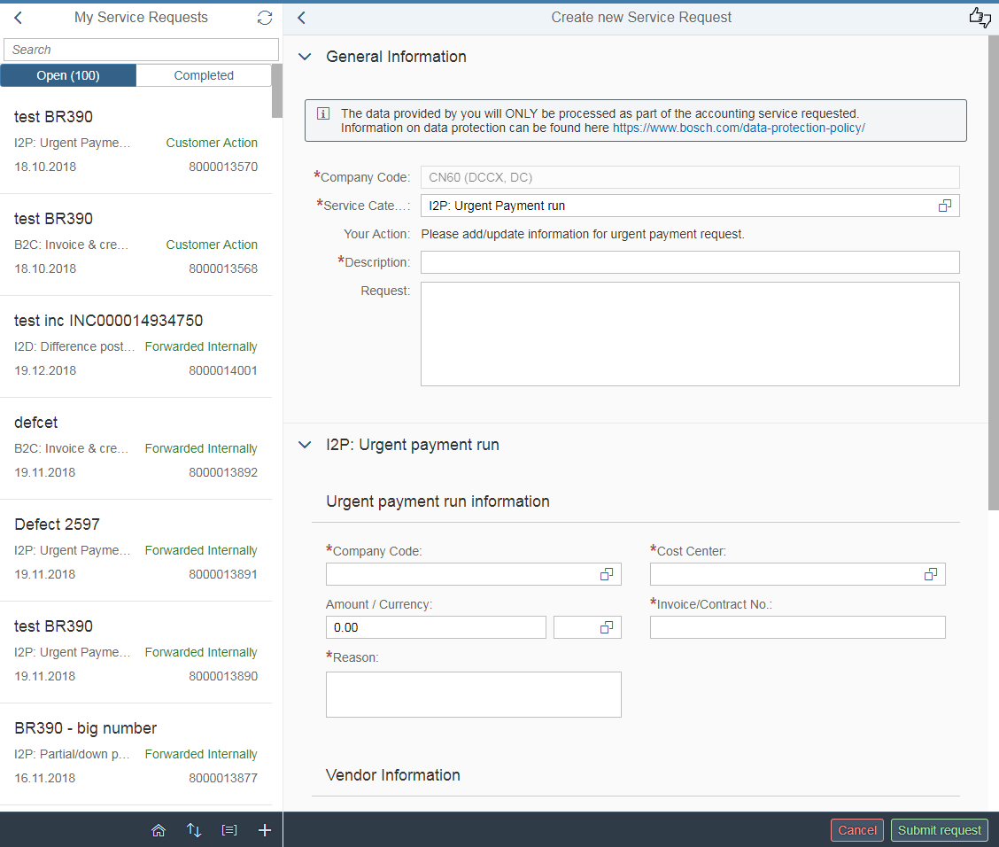 My Service Requests
Search
Open (100)
Completed
test BR390
I2P: Urgent Payme... Customer Action
18.10.2018 8000013570
test BR390
B2C: Invoice & cre... Customer Action
18.10.2018 8000013568
test inc INC000014934750
I2D: Difference post... Forwarded Internally
19.12.2018 8000014001
defcet
B2C: Invoice & cre... Forwarded Internally
19.11.2018 8000013892
Defect 2597
I2P: Urgent Payme... Forwarded Internally
19.11.2018 8000013891
test BR390
I2P: Urgent Payme... Forwarded Internally
19.11.2018 8000013890
BR390 - big number
I2P: Partial/down p... Forwarded Internally
16.11.2018 8000013877
Create new Service Request
General Information
The data provided by you will ONLY be processed as part of the accounting service requested.
Information on data protection can be found here https://www.bosch.com/data-protection-policy/
*Company Code: CN60 (DCCX, DC)
*Service Cate...: I2P: Urgent Payment run
Your Action: Please add/update information for urgent payment request.
*Description:
Request:
I2P: Urgent payment run
Urgent payment run information
*Company Code: *Cost Center:
Amount / Currency: *Invoice/Contract No.:
0.00
*Reason:
Vendor Information
Cancel Submit request